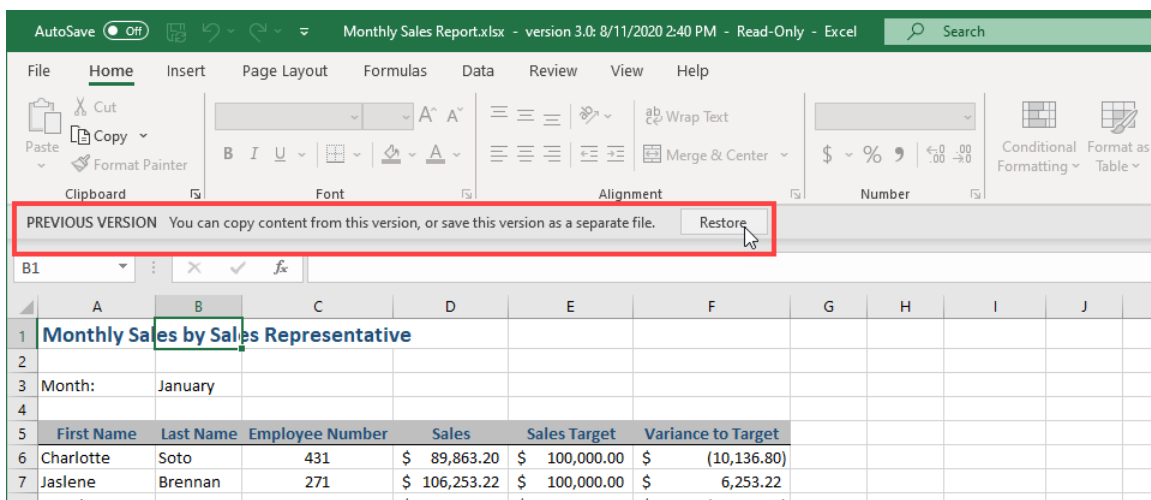 AutoSave Off Monthly Sales Report.xlsx - version 3.0: 8/11/2020 2:40 PM - Read-Only - Excel Search
File Home Insert Page Layout Formulas Data Review View Help
Cut
Copy
Paste
Format Painter
Wrap Text
Merge & Center
$ % 9
Conditional Formatting
Format as Table
Clipboard Font Alignment Number
PREVIOUS VERSION You can copy content from this version, or save this version as a separate file. Restore
B1 fx
A B C D E F G H I J
1 Monthly Sales by Sales Representative
2
3 Month: January
4
5 First Name Last Name Employee Number Sales Sales Target Variance to Target
6 Charlotte Soto 431 $ 89,863.20 $ 100,000.00 $ (10,136.80)
7 Jaslene Brennan 271 $ 106,253.22 $ 100,000.00 $ 6,253.22